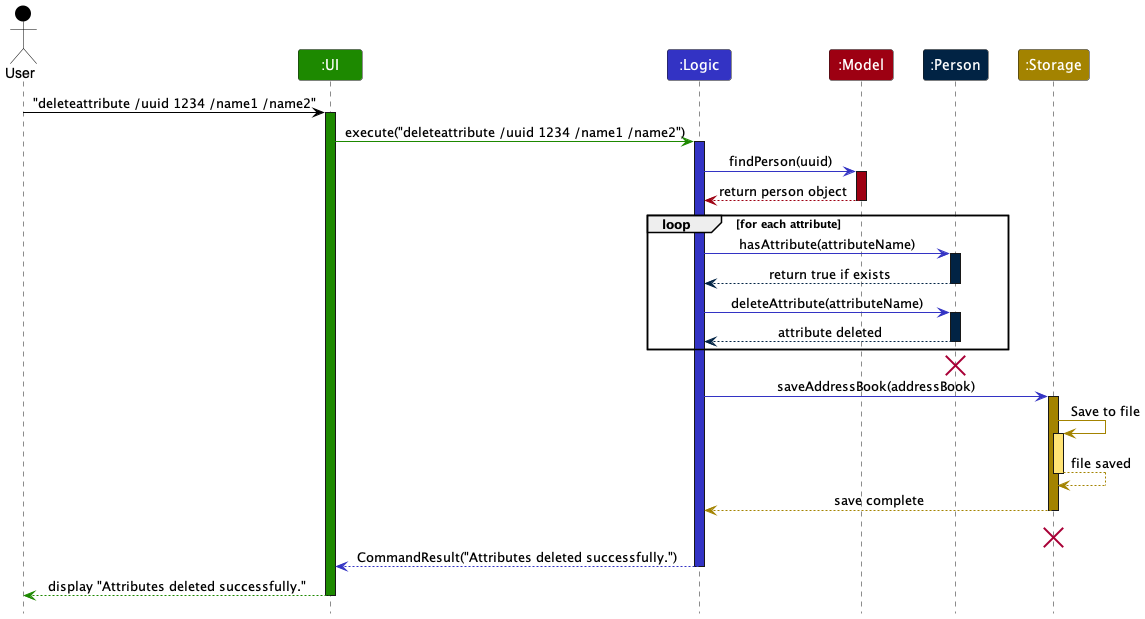 User
:UI
:Logic
:Model
:Person
:Storage
"deleteattribute /uuid 1234 /name1 /name2"
execute("deleteattribute /uuid 1234 /name1 /name2")
findPerson(uuid)
return person object
loop [for each attribute]
hasAttribute(attributeName)
return true if exists
deleteAttribute(attributeName)
attribute deleted
saveAddressBook(addressBook)
Save to file
file saved
save complete
CommandResult("Attributes deleted successfully.")
display "Attributes deleted successfully."